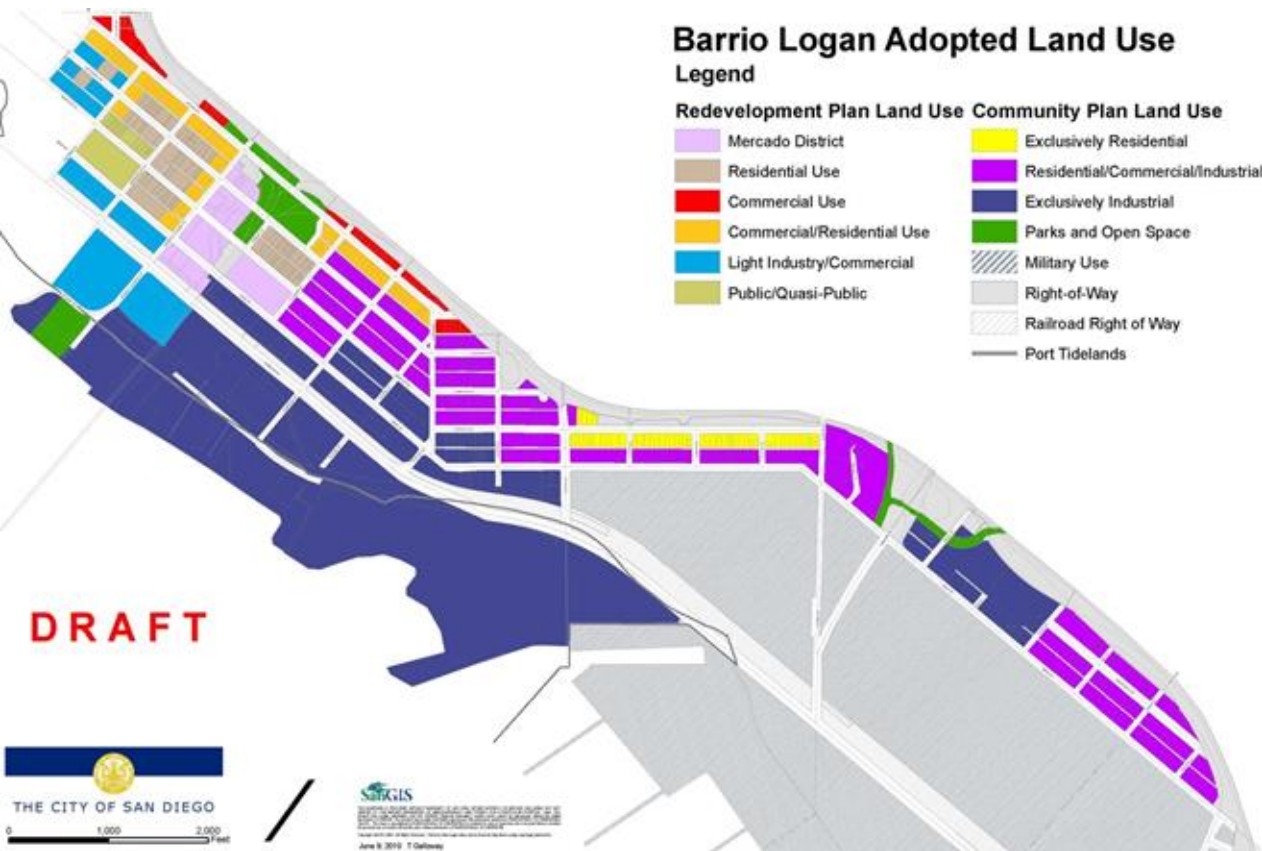 Barrio Logan Adopted Land Use
Legend
Redevelopment Plan Land Use
Mercado District
Residential Use
Commercial Use
Commercial/Residential Use
Light Industry/Commercial
Public/Quasi-Public
Community Plan Land Use
Exclusively Residential
Residential/Commercial/Industrial
Exclusively Industrial
Parks and Open Space
Military Use
Right-of-Way
Railroad Right of Way
Port Tidelands
DRAFT
THE CITY OF SAN DIEGO
0 1,000 2,000
Feet
SanGIS
June 9, 2010 T Galloway